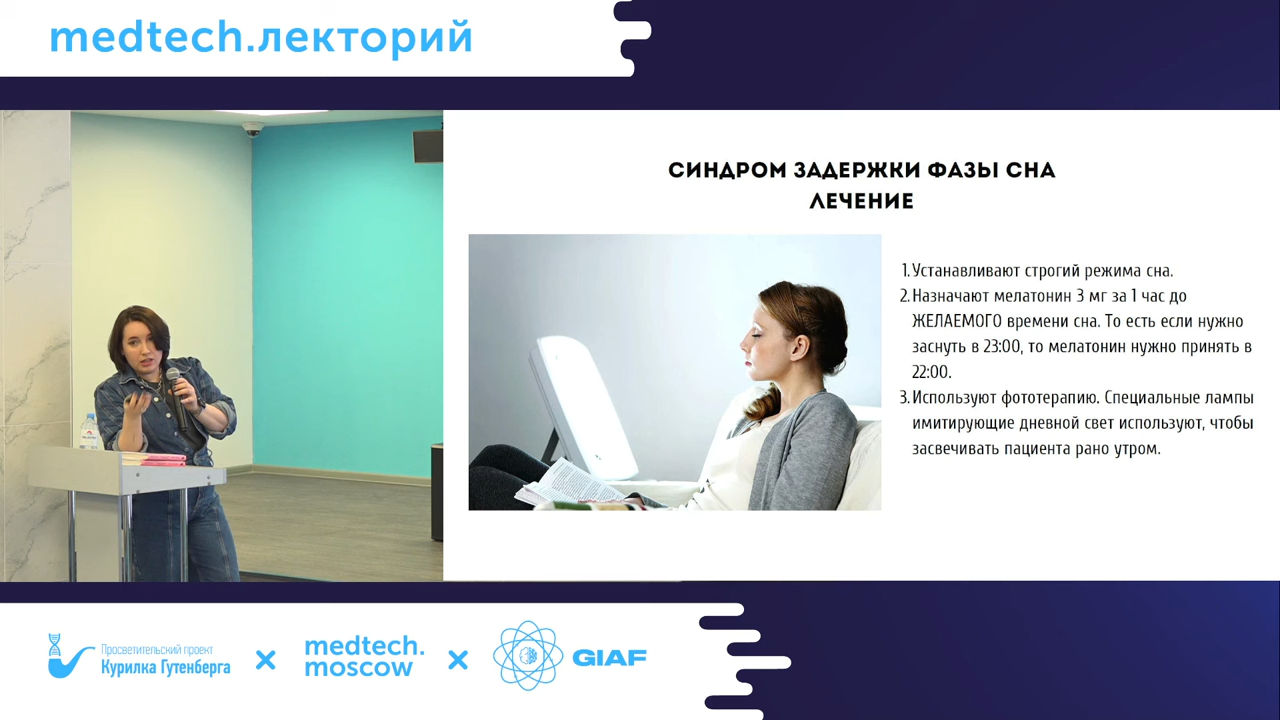 medtech.лекторий
СИНДРОМ ЗАДЕРЖКИ ФАЗЫ СНА
ЛЕЧЕНИЕ
1. Устанавливают строгий режима сна.
2. Назначают мелатонин 3 мг за 1 час до
ЖЕЛАЕМОГО времени сна. То есть если нужно
заснуть в 23:00, то мелатонин нужно принять в
22:00.
3. Используют фототерапию. Специальные лампы
имитирующие дневной свет используют, чтобы
засвечивать пациента рано утром.
Просветительский проект
Курилка Гутенберга
×
medtech.
moscow
×
GIAF